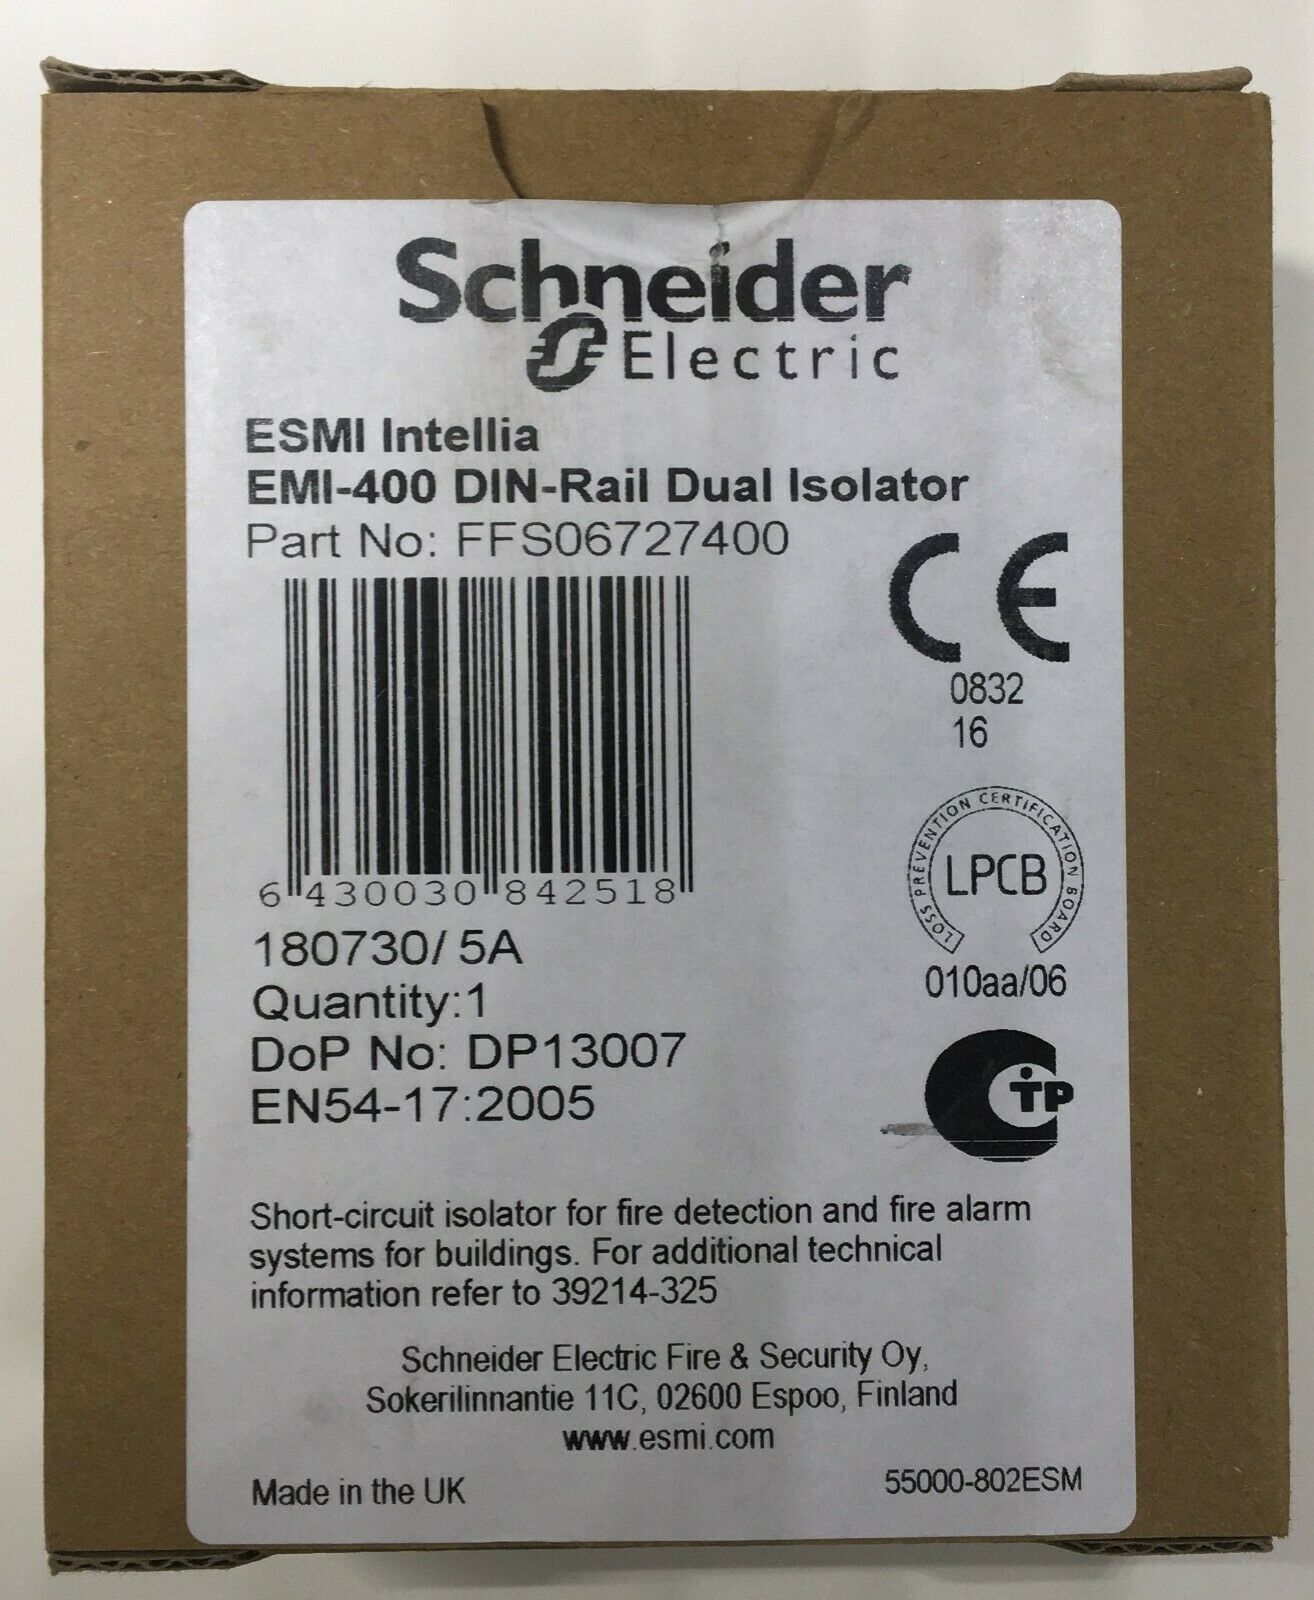 Schneider
Electric
ESMI Intellia
EMI-400 DIN-Rail Dual Isolator
Part No: FFS06727400
CE
0832
16
6 430030 842518
LOSS PREVENTION CERTIFICATION BOARD
LPCB
010aa/06
180730/ 5A
Quantity:1
DoP No: DP13007
EN54-17:2005
C TP
Short-circuit isolator for fire detection and fire alarm
systems for buildings. For additional technical
information refer to 39214-325
Schneider Electric Fire & Security Oy,
Sokerilinnantie 11C, 02600 Espoo, Finland
www.esmi.com
Made in the UK
55000-802ESM